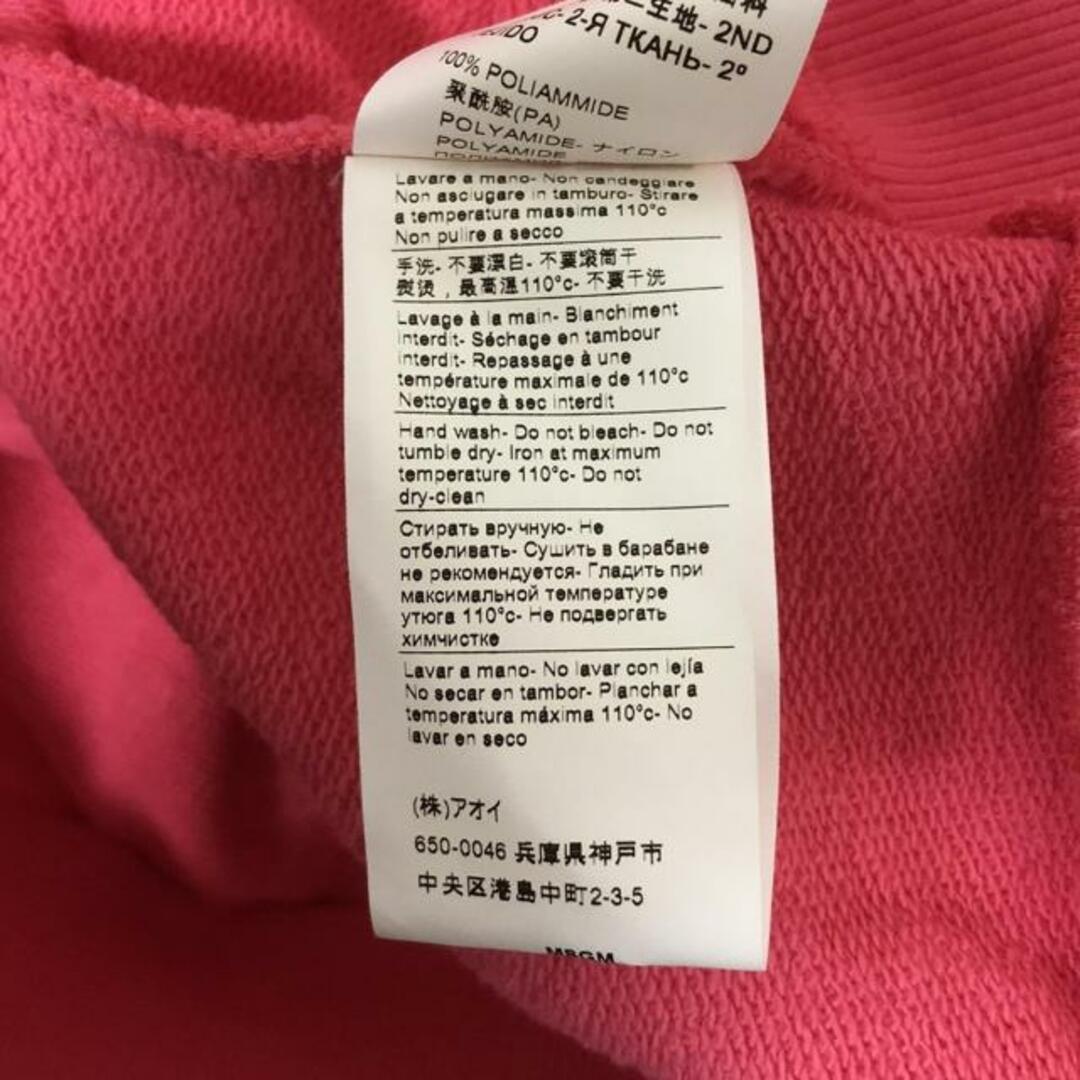 生地- 2ND
2-Я ТКАНЬ- 2º
100% POLIAMMIDE
聚酰胺(PA)
POLYAMIDE- ナイロン
POLYAMIDE
Lavare a mano- Non candeggiare
Non asciugare in tamburo- Stirare
a temperatura massima 110°c
Non pulire a secco
手洗- 不要漂白- 不要滚筒干
熨烫，最高温110°c- 不要干洗
Lavage à la main- Blanchiment
interdit- Séchage en tambour
interdit- Repassage à une
température maximale de 110°c
Nettoyage à sec interdit
Hand wash- Do not bleach- Do not
tumble dry- Iron at maximum
temperature 110°c- Do not
dry-clean
Стирать вручную- Не
отбеливать- Сушить в барабане
не рекомендуется- Гладить при
максимальной температуре
утюга 110°c- Не подвергать
химчистке
Lavar a mano- No lavar con lejía
No secar en tambor- Planchar a
temperatura máxima 110°c- No
lavar en seco
(株)アオイ
650-0046 兵庫県神戸市
中央区港島中町2-3-5